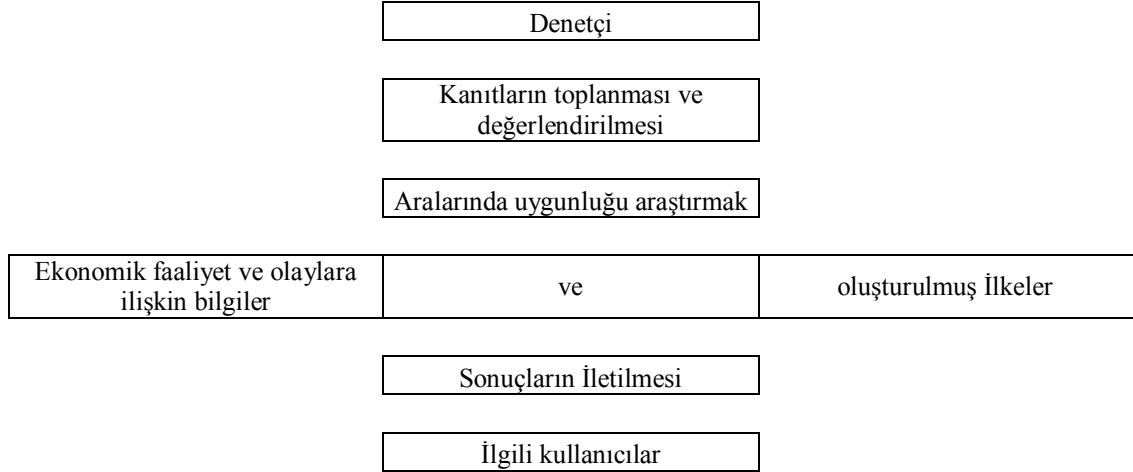 Denetçi
Kanıtların toplanması ve
değerlendirilmesi
Aralarında uygunluğu araştırmak
Ekonomik faaliyet ve olaylara
ilişkin bilgiler
ve
oluşturulmuş İlkeler
Sonuçların İletilmesi
İlgili kullanıcılar